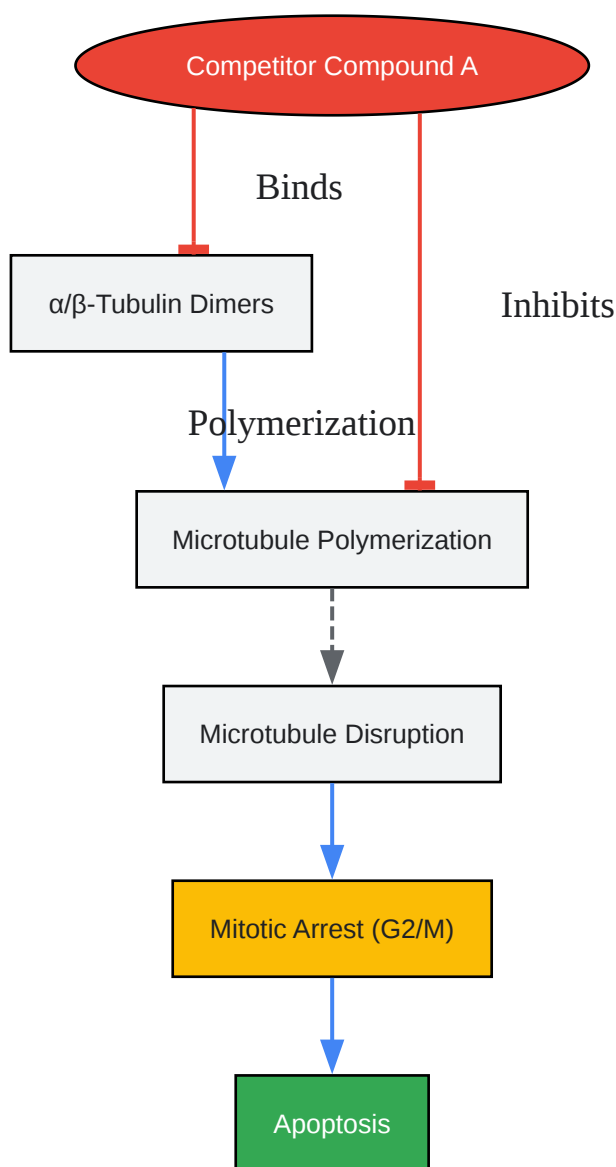 Competitor Compound A
Binds
α/β-Tubulin Dimers
Inhibits
Polymerization
Microtubule Polymerization
Microtubule Disruption
Mitotic Arrest (G2/M)
Apoptosis